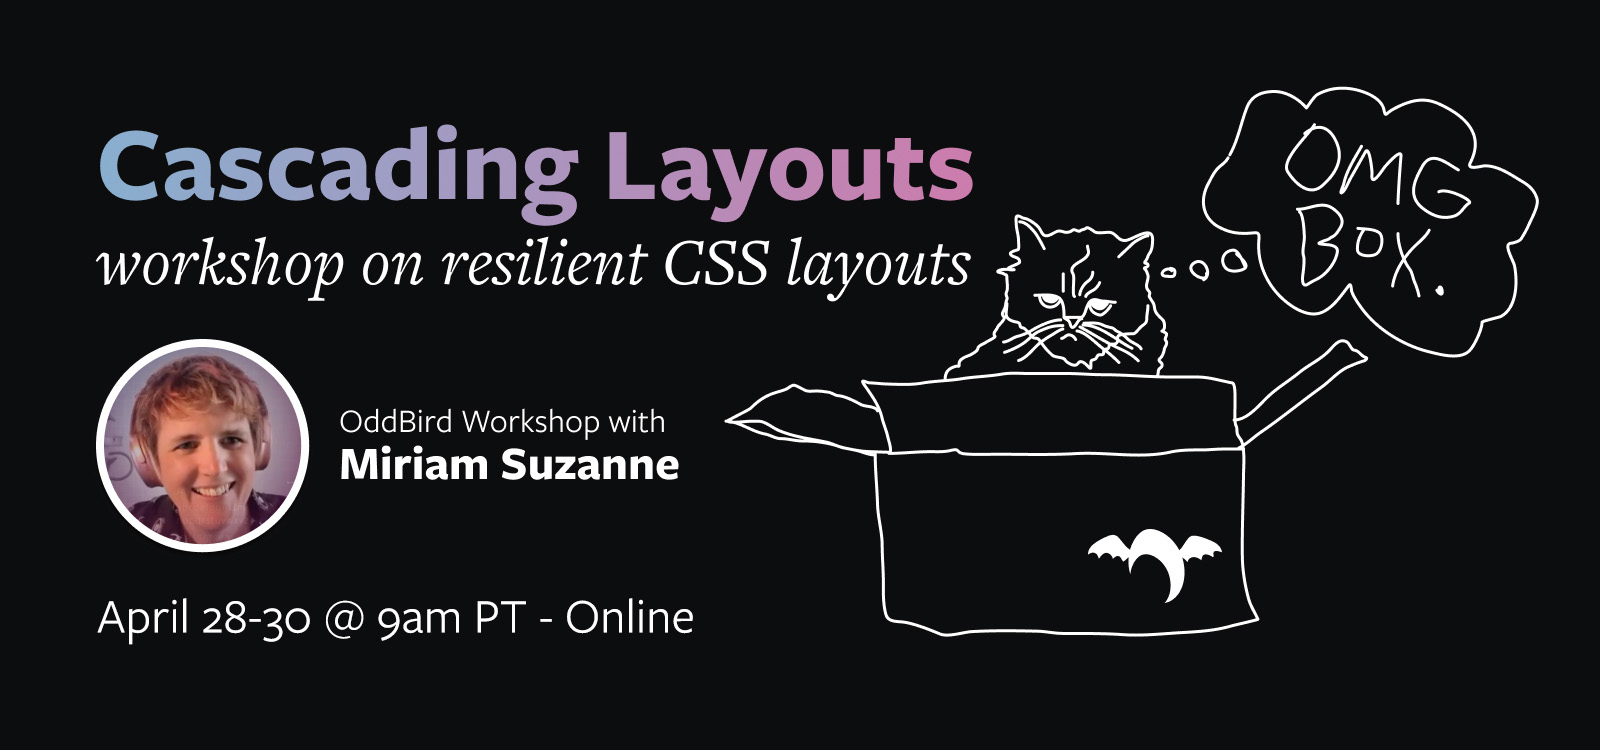 Cascading Layouts
workshop on resilient CSS layouts
OddBird Workshop with
Miriam Suzanne
April 28-30 @ 9am PT - Online
OMG
BOX.